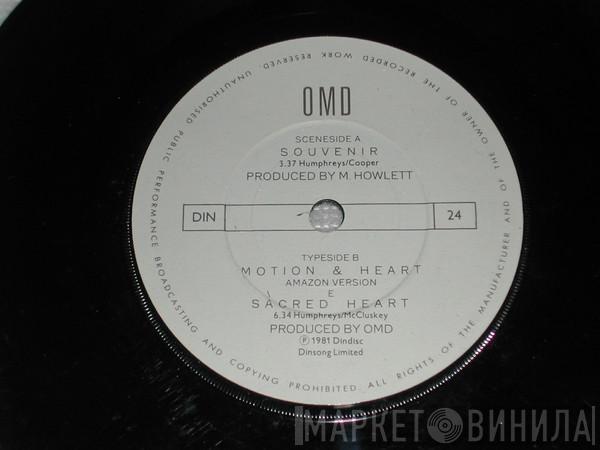 OMD
SCENESIDE A
SOUVENIR
3.37 Humphreys/Cooper
PRODUCED BY M. HOWLETT
DIN
24
TYPESIDE B
MOTION & HEART
AMAZON VERSION
E
SACRED HEART
6.34 Humphreys/McCluskey
PRODUCED BY OMD
Ⓟ 1981 Dindisc
Dinsong Limited
ALL RIGHTS OF THE MANUFACTURER AND OF THE OWNER OF THE RECORDED WORK RESERVED. UNAUTHORISED PUBLIC PERFORMANCE BROADCASTING AND COPYING PROHIBITED.
МАРКЕТ ВИНИЛА